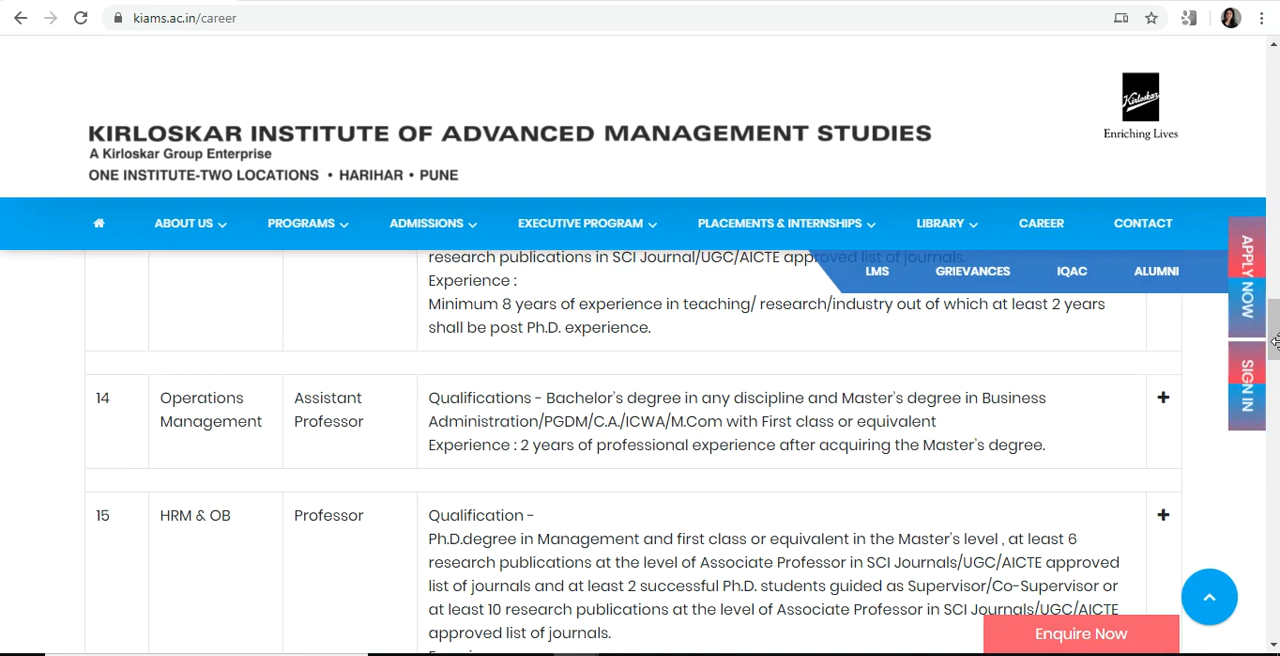 kiams.ac.in/career
Kirloskar
Enriching Lives
KIRLOSKAR INSTITUTE OF ADVANCED MANAGEMENT STUDIES
A Kirloskar Group Enterprise
ONE INSTITUTE-TWO LOCATIONS • HARIHAR • PUNE
ABOUT US PROGRAMS ADMISSIONS EXECUTIVE PROGRAM PLACEMENTS & INTERNSHIPS LIBRARY CAREER CONTACT
LMS GRIEVANCES IQAC ALUMNI
research publications in SCI Journal/UGC/AICTE approved list of journals.
Experience :
Minimum 8 years of experience in teaching/ research/industry out of which at least 2 years
shall be post Ph.D. experience.
APPLY NOW
SIGN IN
14 Operations Assistant Qualifications - Bachelor's degree in any discipline and Master's degree in Business +
Management Professor Administration/PGDM/C.A./ICWA/M.Com with First class or equivalent
Experience : 2 years of professional experience after acquiring the Master's degree.
15 HRM & OB Professor Qualification - +
Ph.D.degree in Management and first class or equivalent in the Master's level , at least 6
research publications at the level of Associate Professor in SCI Journals/UGC/AICTE approved
list of journals and at least 2 successful Ph.D. students guided as Supervisor/Co-Supervisor or
at least 10 research publications at the level of Associate Professor in SCI Journals/UGC/AICTE
approved list of journals.
Enquire Now